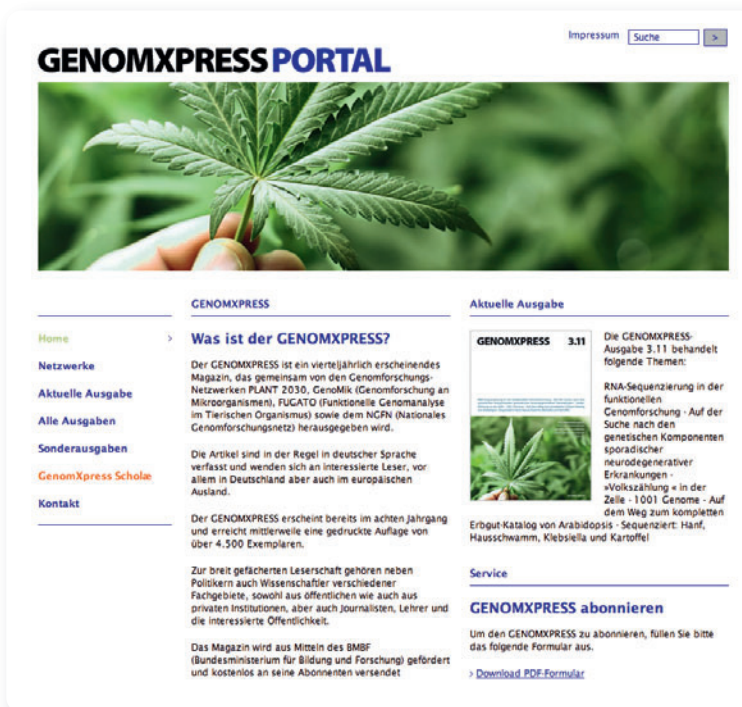 Impressum
Suche
>
GENOMXPRESS PORTAL
Home >
Netzwerke
Aktuelle Ausgabe
Alle Ausgaben
Sonderausgaben
GenomXpress Scholæ
Kontakt
GENOMXPRESS
Was ist der GENOMXPRESS?
Der GENOMXPRESS ist ein vierteljährlich erscheinendes
Magazin, das gemeinsam von den Genomforschungs-
Netzwerken PLANT 2030, GenoMik (Genomforschung an
Mikroorganismen), FUGATO (Funktionelle Genomanalyse
im Tierischen Organismus) sowie dem NGFN (Nationales
Genomforschungsnetz) herausgegeben wird.
Die Artikel sind in der Regel in deutscher Sprache
verfasst und wenden sich an interessierte Leser, vor
allem in Deutschland aber auch im europäischen
Ausland.
Der GENOMXPRESS erscheint bereits im achten Jahrgang
und erreicht mittlerweile eine gedruckte Auflage von
über 4.500 Exemplaren.
Zur breit gefächerten Leserschaft gehören neben
Politikern auch Wissenschaftler verschiedener
Fachgebiete, sowohl aus öffentlichen wie auch aus
privaten Institutionen, aber auch Journalisten, Lehrer und
die interessierte Öffentlichkeit.
Das Magazin wird aus Mitteln des BMBF
(Bundesministerium für Bildung und Forschung) gefördert
und kostenlos an seine Abonnenten versendet
Aktuelle Ausgabe
GENOMXPRESS 3.11
Die GENOMXPRESS-
Ausgabe 3.11 behandelt
folgende Themen:
RNA-Sequenzierung in der
funktionellen
Genomforschung · Auf der
Suche nach den
genetischen Komponenten
sporadischer
neurodegenerativer
Erkrankungen ·
»Volkszählung « in der
Zelle · 1001 Genome - Auf
dem Weg zum kompletten
Erbgut-Katalog von Arabidopsis · Sequenziert: Hanf,
Hausschwamm, Klebsiella und Kartoffel
Service
GENOMXPRESS abonnieren
Um den GENOMXPRESS zu abonnieren, füllen Sie bitte
das folgende Formular aus.
> Download PDF-Formular